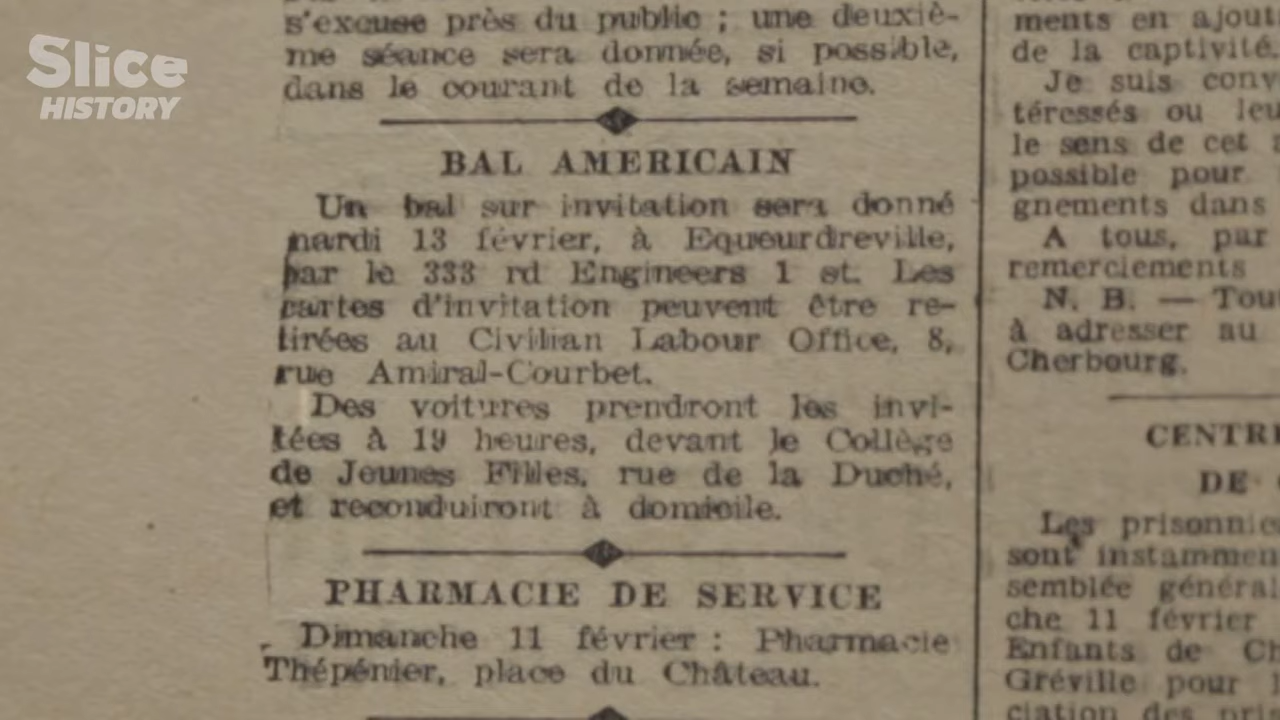 Slice
HISTORY
s'excuse près du public ; une deuxiè-
me séance sera donnée, si possible,
dans le courant de la semaine.
BAL AMERICAIN
Un bal sur invitation sera donné
mardi 13 février, à Equeurdreville,
par le 333 rd Engineers 1 st. Les
cartes d'invitation peuvent être re-
tirées au Civilian Labour Office, 8,
rue Amiral-Courbet.
Des voitures prendront les invi-
tées à 19 heures, devant le Collège
de Jeunes Filles, rue de la Duché,
et reconduiront à domicile.
PHARMACIE DE SERVICE
Dimanche 11 février : Pharmacie
Thépénier, place du Château.
ments en ajout
de la captivité.
Je suis conv
téressés ou leu
le sens de cet a
possible pour
gnements dans
A tous, par
remerciements
N. B. — Tou
à adresser au
Cherbourg.
CENTRE
DE
Les prisonnie
sont instammen
semblée général
che 11 février
Enfants de Ch
Gréville pour l
ciation des pris